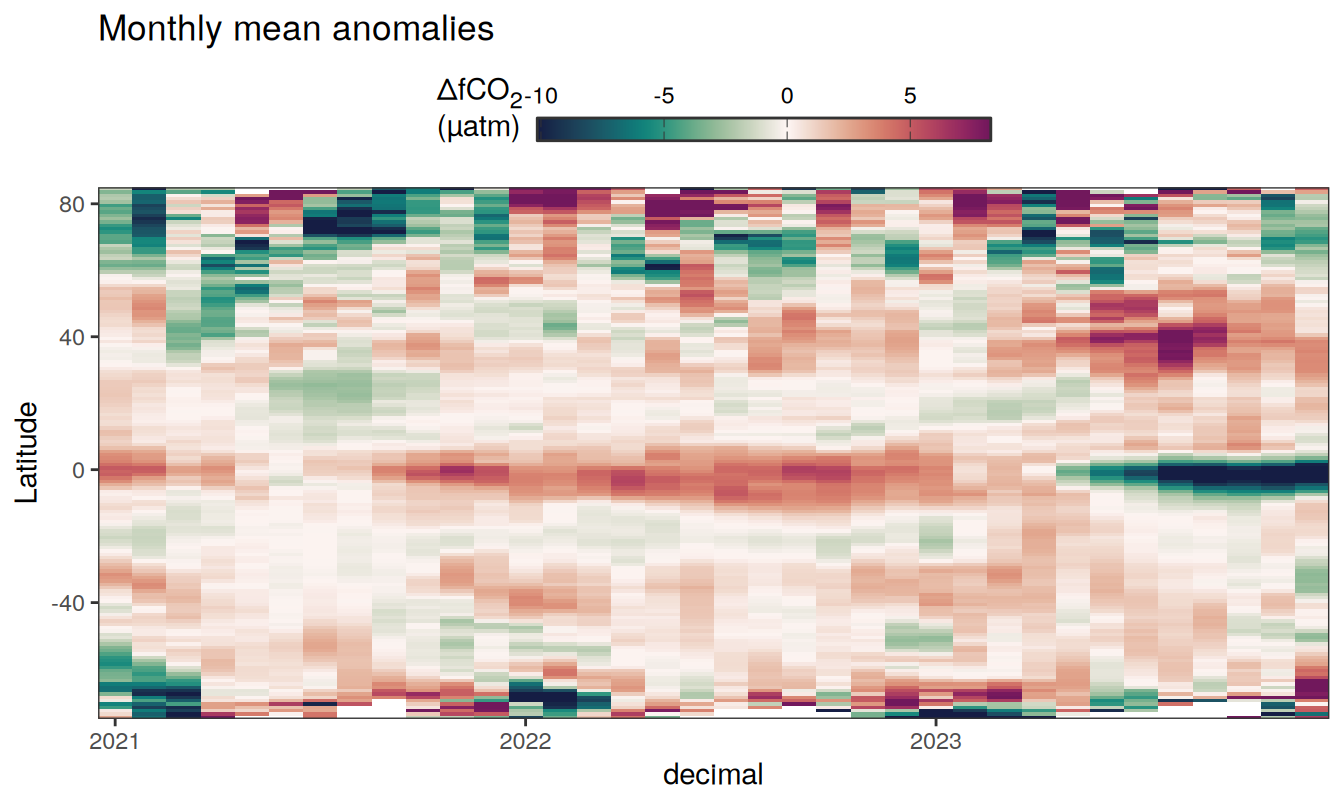 Monthly mean anomalies
ΔfCO₂
(µatm)
-10 -5 0 5
Latitude
80
40
0
-40
2021 2022 2023
decimal